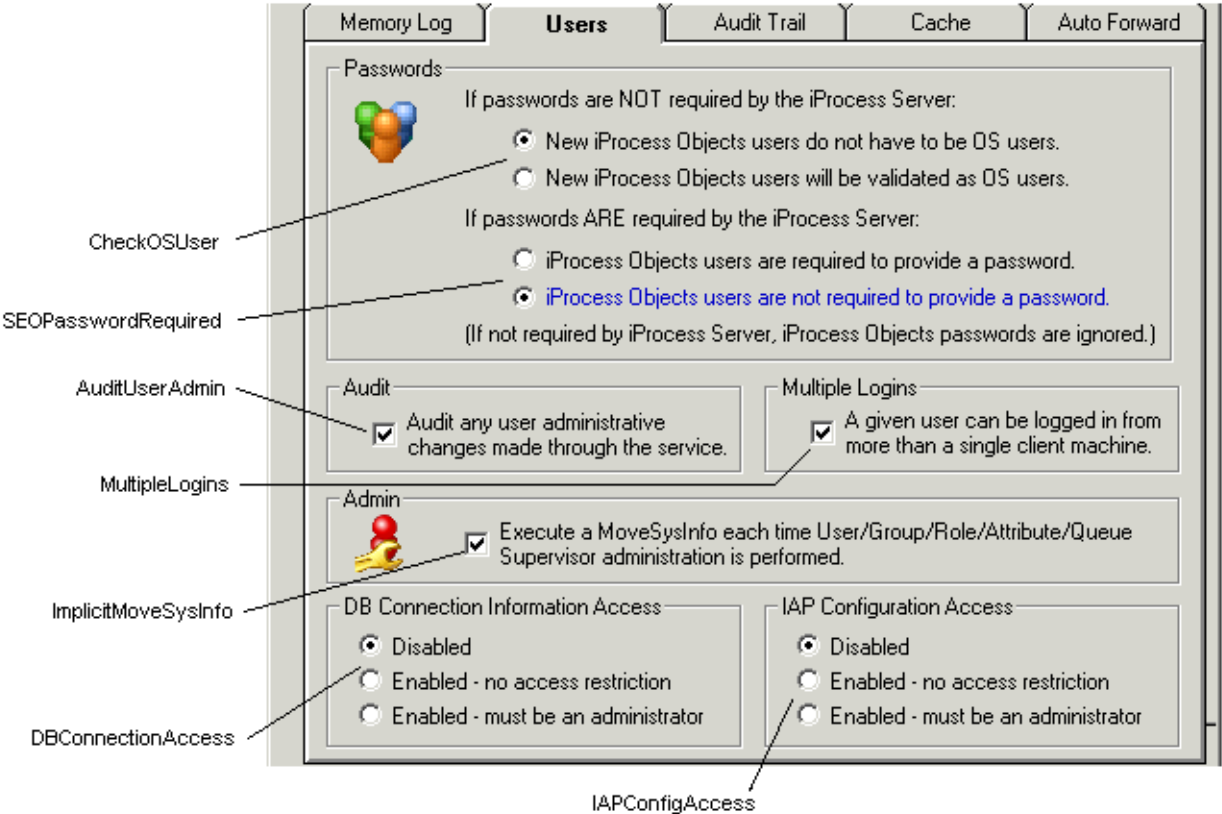 Memory Log
Users
Audit Trail
Cache
Auto Forward
Passwords
If passwords are NOT required by the iProcess Server:
New iProcess Objects users do not have to be OS users.
New iProcess Objects users will be validated as OS users.
If passwords ARE required by the iProcess Server:
CheckOSUser
iProcess Objects users are required to provide a password.
iProcess Objects users are not required to provide a password.
SEOPasswordRequired
(If not required by iProcess Server, iProcess Objects passwords are ignored.)
AuditUserAdmin
Audit
Audit any user administrative
changes made through the service.
Multiple Logins
A given user can be logged in from
more than a single client machine.
MultipleLogins
Admin
Execute a MoveSysInfo each time User/Group/Role/Attribute/Queue
Supervisor administration is performed.
ImplicitMoveSysInfo
DB Connection Information Access
Disabled
Enabled - no access restriction
Enabled - must be an administrator
IAP Configuration Access
Disabled
Enabled - no access restriction
Enabled - must be an administrator
DBConnectionAccess
IAPConfigAccess